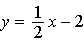 y = 1/2 x − 2